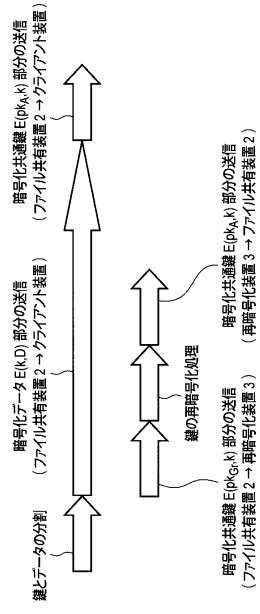 鍵とデータの分割
暗号化データ E(k,D) 部分の送信
(ファイル共有装置2→クライアント装置)
暗号化共通鍵 E(pkA,k) 部分の送信
(ファイル共有装置2→クライアント装置)
暗号化共通鍵 E(pkGr,k) 部分の送信
(ファイル共有装置2→再暗号化装置3)
鍵の再暗号化処理
暗号化共通鍵 E(pkA,k) 部分の送信
(再暗号化装置3→ファイル共有装置2)